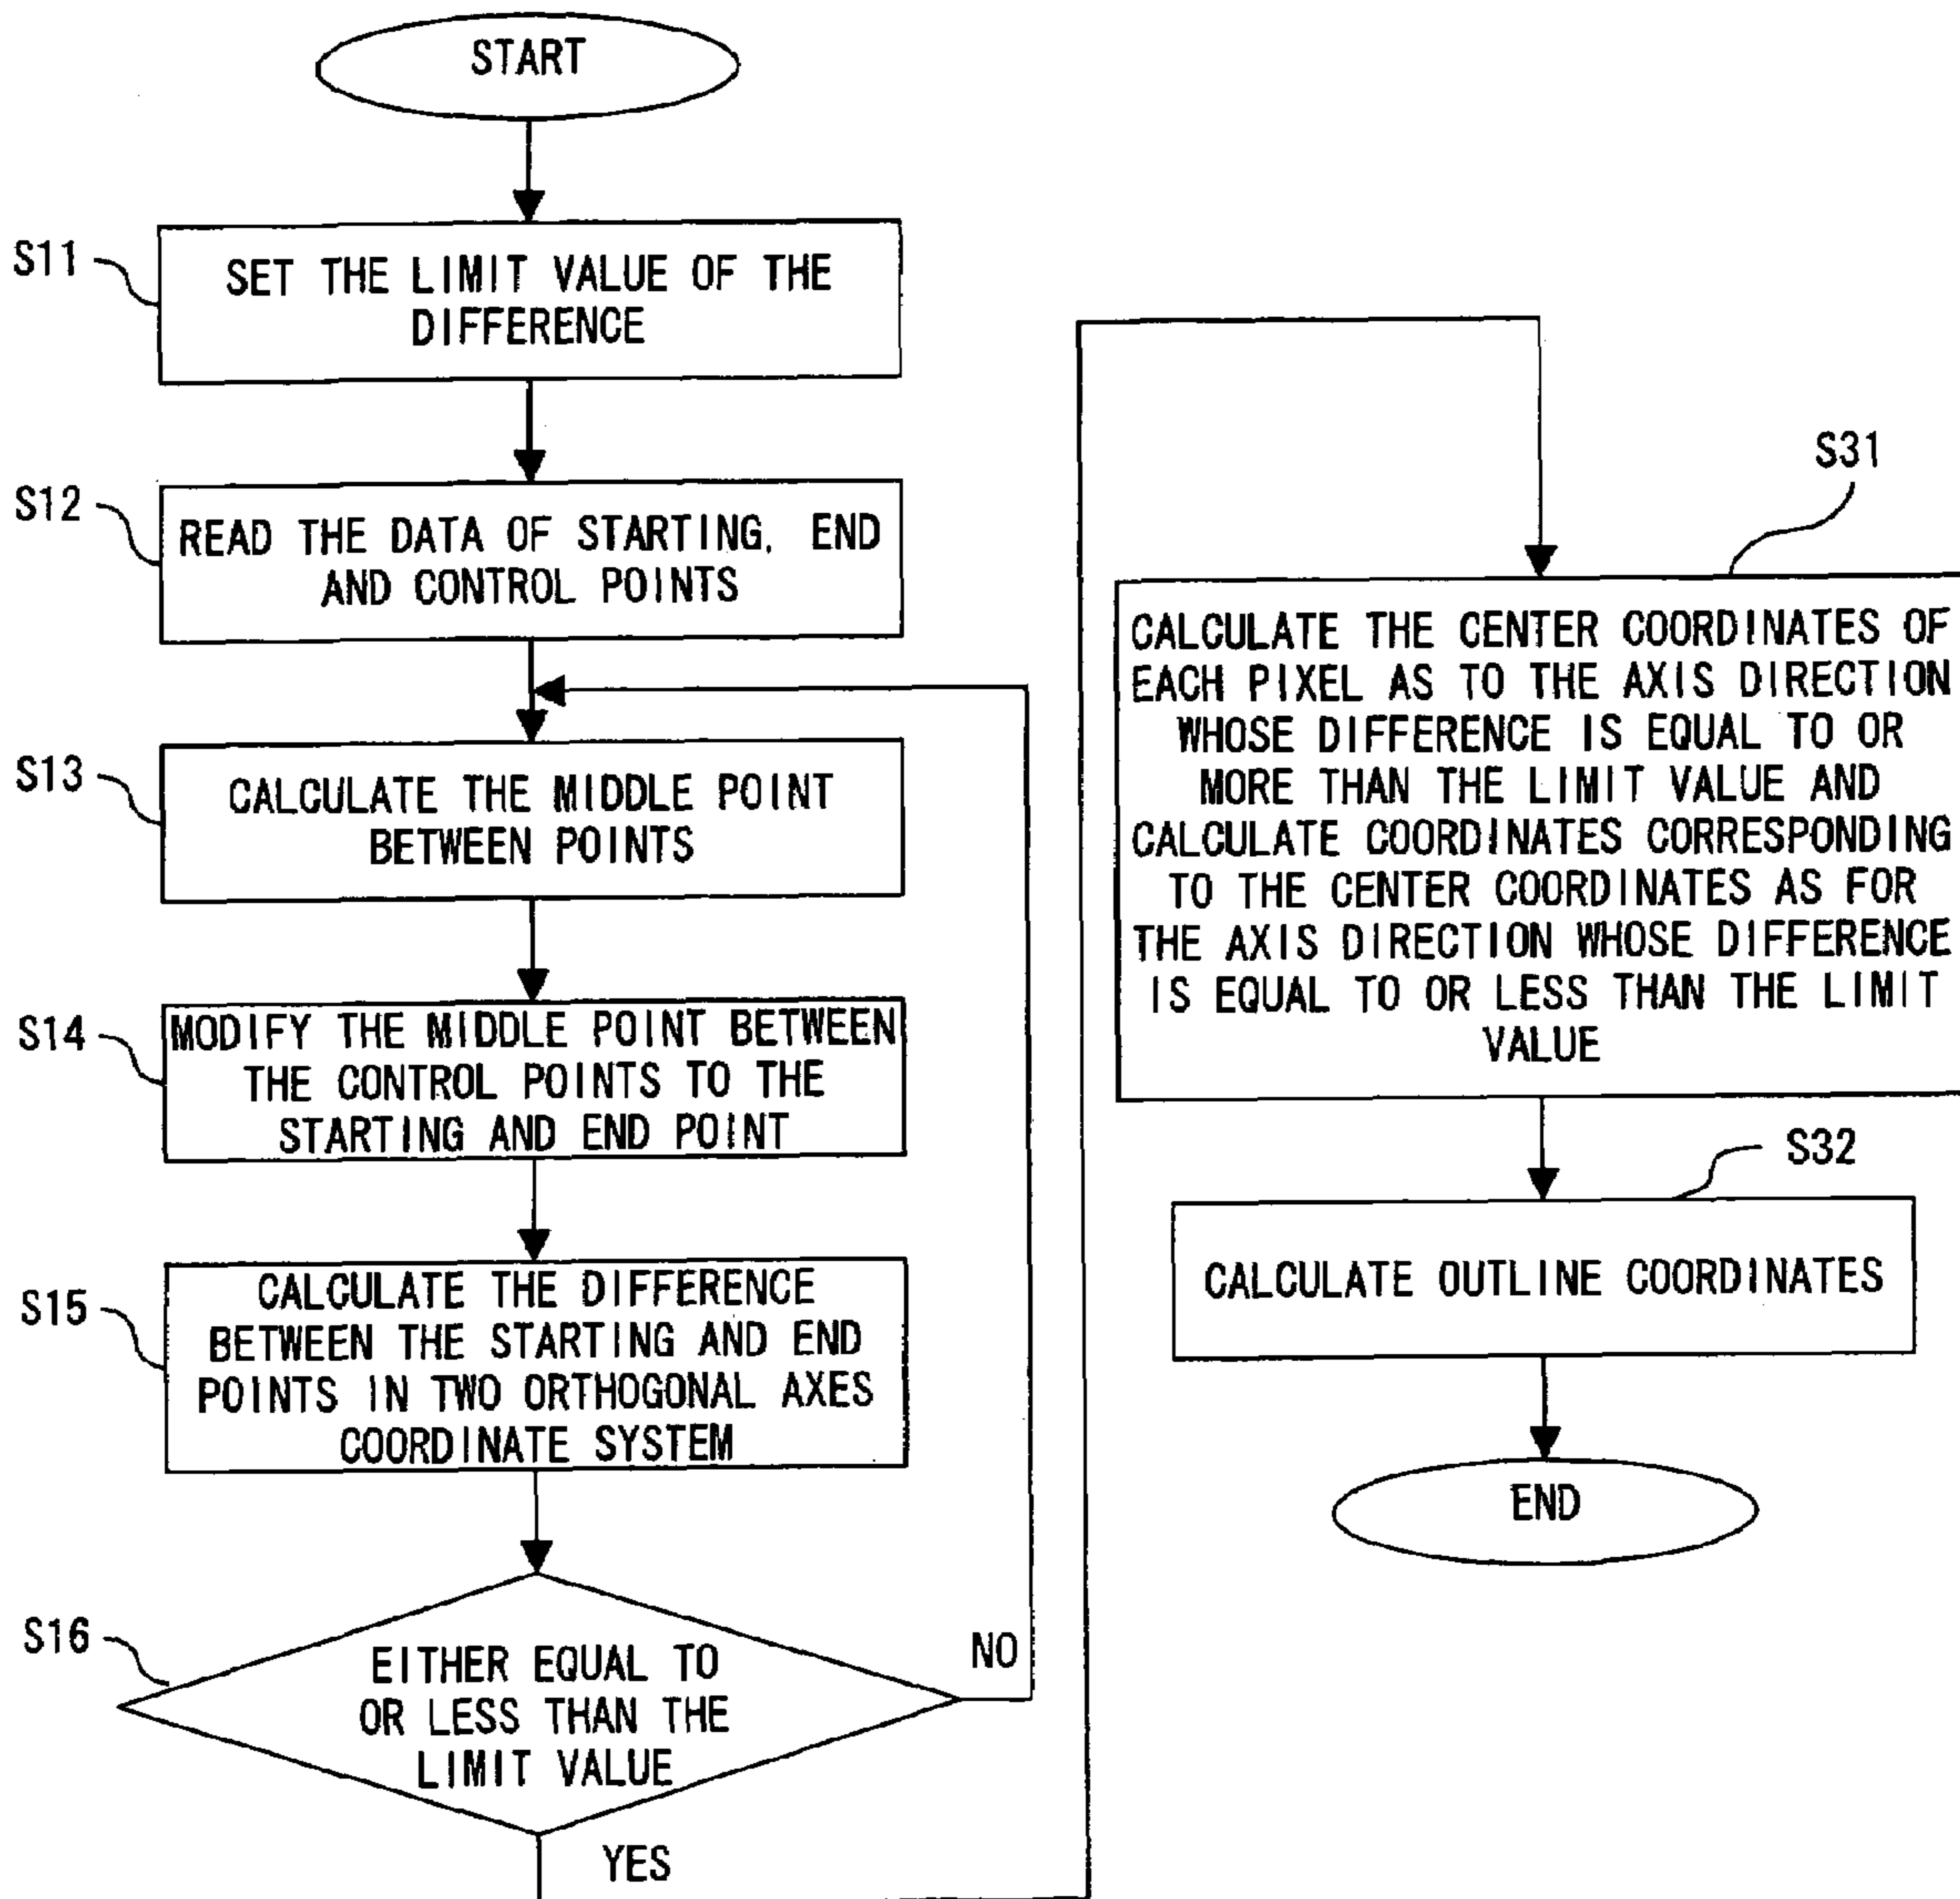 START
S11
SET THE LIMIT VALUE OF THE
DIFFERENCE
S12
READ THE DATA OF STARTING, END
AND CONTROL POINTS
S13
CALCULATE THE MIDDLE POINT
BETWEEN POINTS
S14
MODIFY THE MIDDLE POINT BETWEEN
THE CONTROL POINTS TO THE
STARTING AND END POINT
S15
CALCULATE THE DIFFERENCE
BETWEEN THE STARTING AND END
POINTS IN TWO ORTHOGONAL AXES
COORDINATE SYSTEM
S16
EITHER EQUAL TO
OR LESS THAN THE
LIMIT VALUE
NO
YES
S31
CALCULATE THE CENTER COORDINATES OF
EACH PIXEL AS TO THE AXIS DIRECTION
WHOSE DIFFERENCE IS EQUAL TO OR
MORE THAN THE LIMIT VALUE AND
CALCULATE COORDINATES CORRESPONDING
TO THE CENTER COORDINATES AS FOR
THE AXIS DIRECTION WHOSE DIFFERENCE
IS EQUAL TO OR LESS THAN THE LIMIT
VALUE
S32
CALCULATE OUTLINE COORDINATES
END